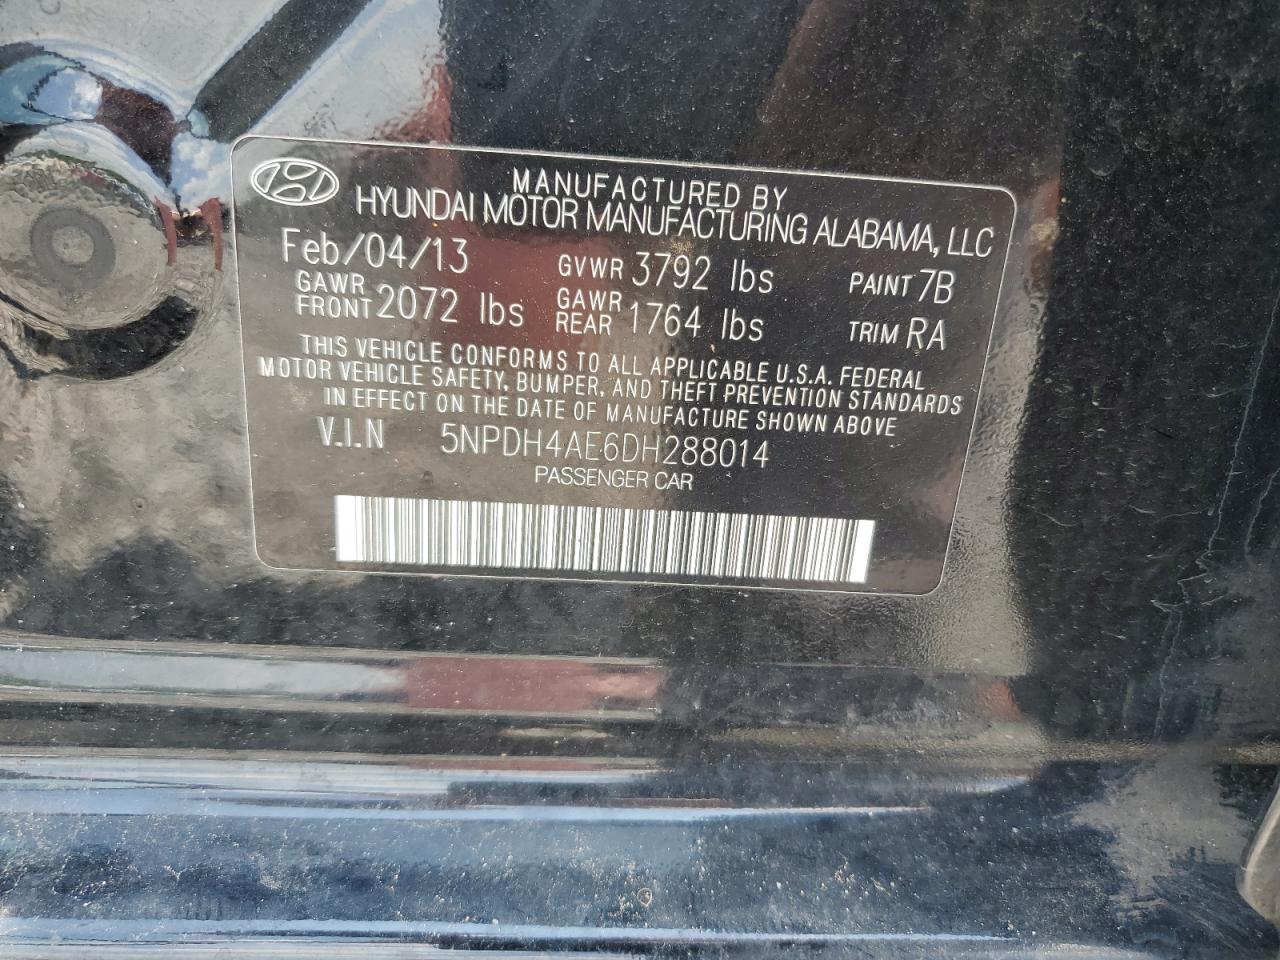 MANUFACTURED BY
HYUNDAI MOTOR MANUFACTURING ALABAMA, LLC
Feb/04/13 GVWR 3792 lbs PAINT 7B
GAWR FRONT 2072 lbs GAWR REAR 1764 lbs TRIM RA
THIS VEHICLE CONFORMS TO ALL APPLICABLE U.S.A. FEDERAL
MOTOR VEHICLE SAFETY, BUMPER, AND THEFT PREVENTION STANDARDS
IN EFFECT ON THE DATE OF MANUFACTURE SHOWN ABOVE
V.I.N 5NPDH4AE6DH288014
PASSENGER CAR